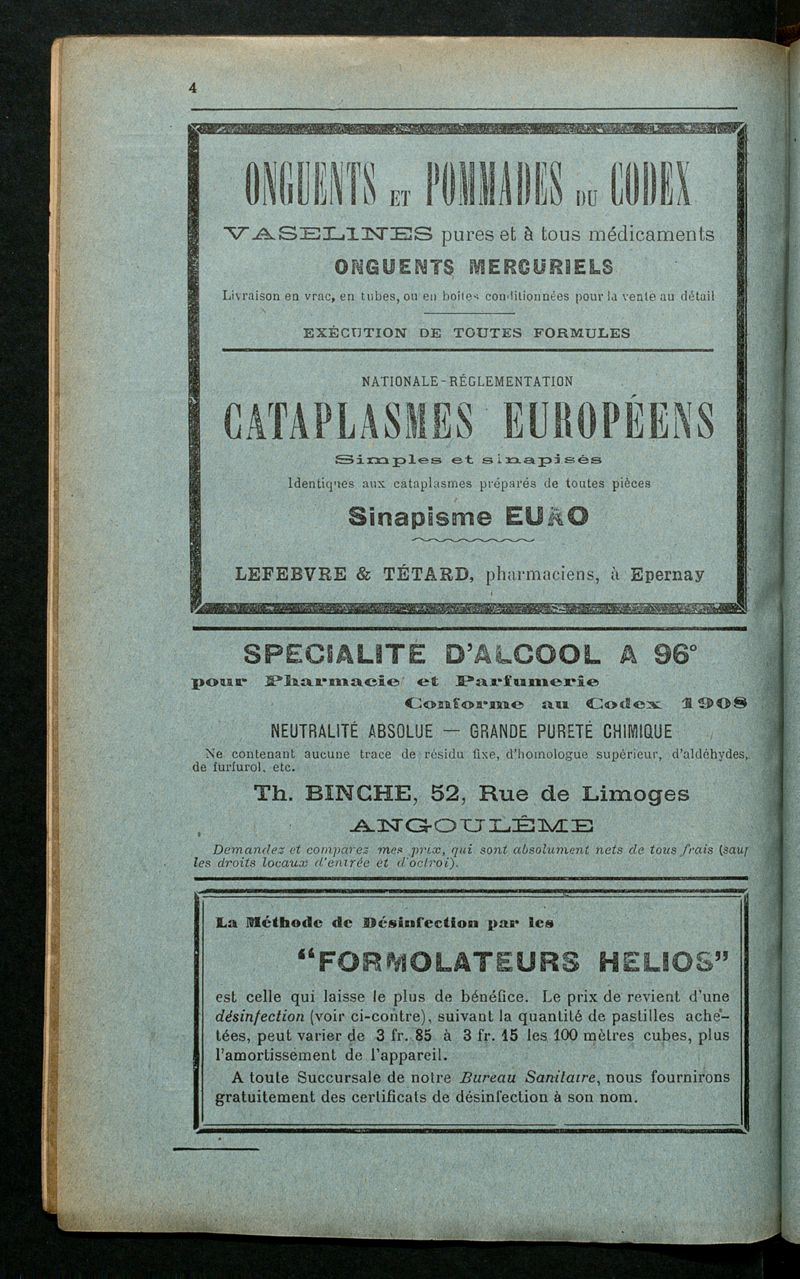 4
ONGUENTS ET POMMADES DU CODEX
VASELINES pures et à tous médicaments
ONGUENTS MERCURIELS
Livraison en vrac, en tubes, ou en boites conditionnées pour la vente au détail
EXÉCUTION DE TOUTES FORMULES
NATIONALE-RÉGLEMENTATION
CATAPLASMES EUROPÉENS
Simples et sinapisés
Identiques aux cataplasmes préparés de toutes pièces
Sinapisme EURO
LEFEBVRE & TÉTARD, pharmaciens, à Epernay
SPECIALITÉ D'ALCOOL A 96°
pour Pharmacie et Parfumerie
Conforme au Codex 1908
NEUTRALITÉ ABSOLUE — GRANDE PURETÉ CHIMIQUE
Ne contenant aucune trace de résidu fixe, d'homologue supérieur, d'aldéhydes,
de furfurol, etc.
Th. BINCHE, 52, Rue de Limoges
ANGOULÊME
Demandez et comparez mes prix, qui sont absolument nets de tous frais (sauf
les droits locaux d'entrée et d'octroi).
La Méthode de Désinfection par les
“FORMOLATEURS HELIOS”
est celle qui laisse le plus de bénéfice. Le prix de revient d'une
désinfection (voir ci-contre), suivant la quantité de pastilles ache-
tées, peut varier de 3 fr. 85 à 3 fr. 15 les 100 mètres cubes, plus
l'amortissement de l'appareil.
A toute Succursale de notre Bureau Sanitaire, nous fournirons
gratuitement des certificats de désinfection à son nom.